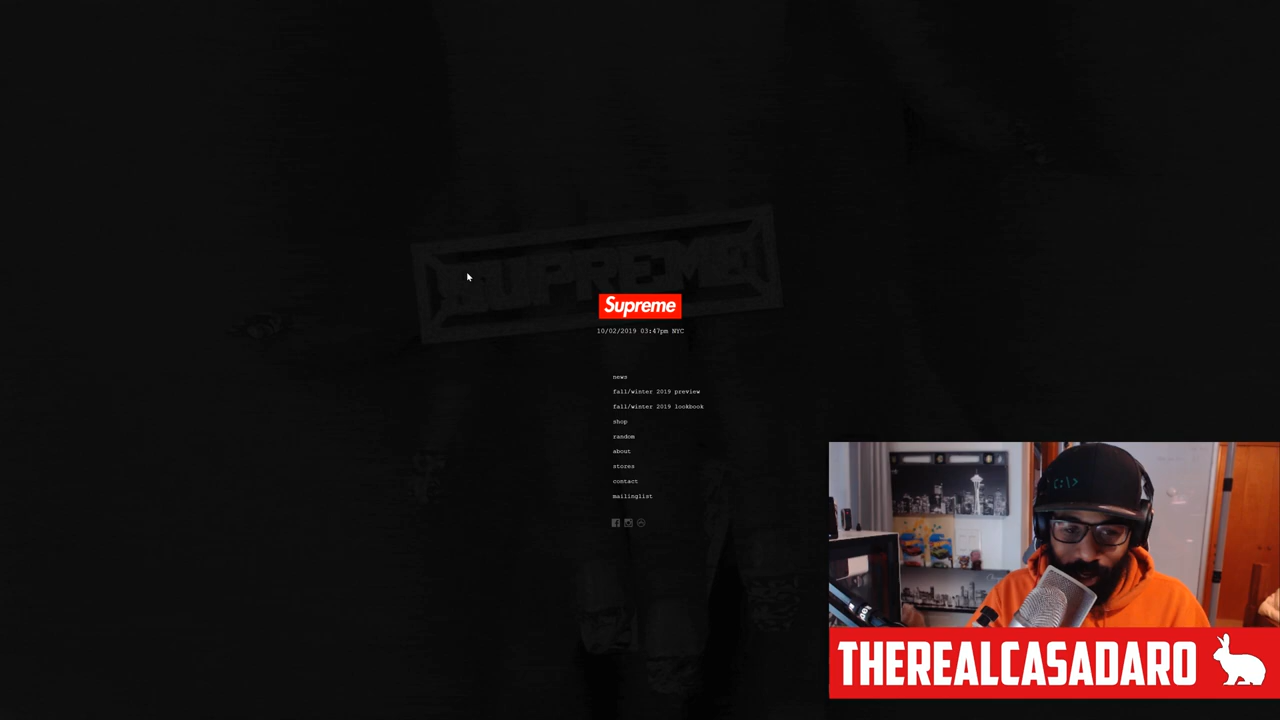 SUPREME
Supreme
10/02/2019 03:47pm NYC
news
fall/winter 2019 preview
fall/winter 2019 lookbook
shop
random
about
stores
contact
mailinglist
C:\>
THEREALCASADARO